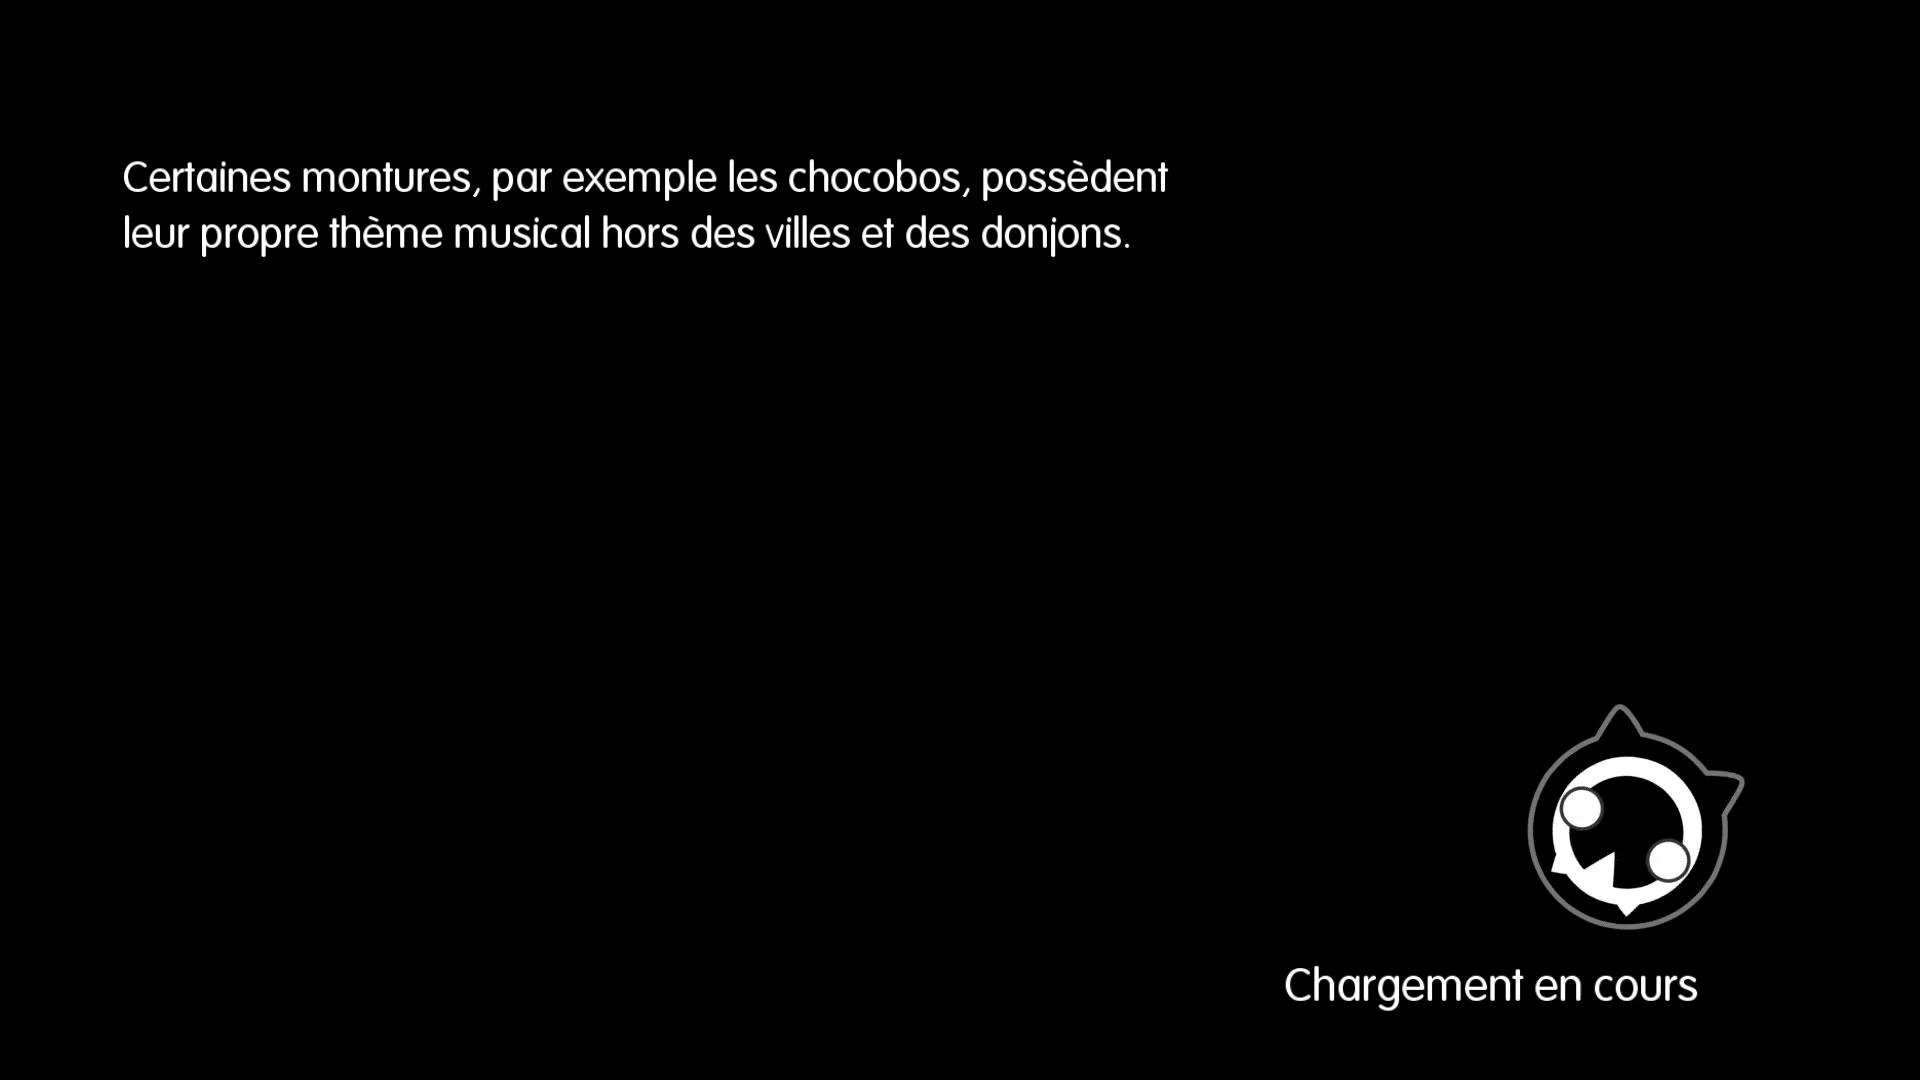 Certaines montures, par exemple les chocobos, possèdent
leur propre thème musical hors des villes et des donjons.
Chargement en cours